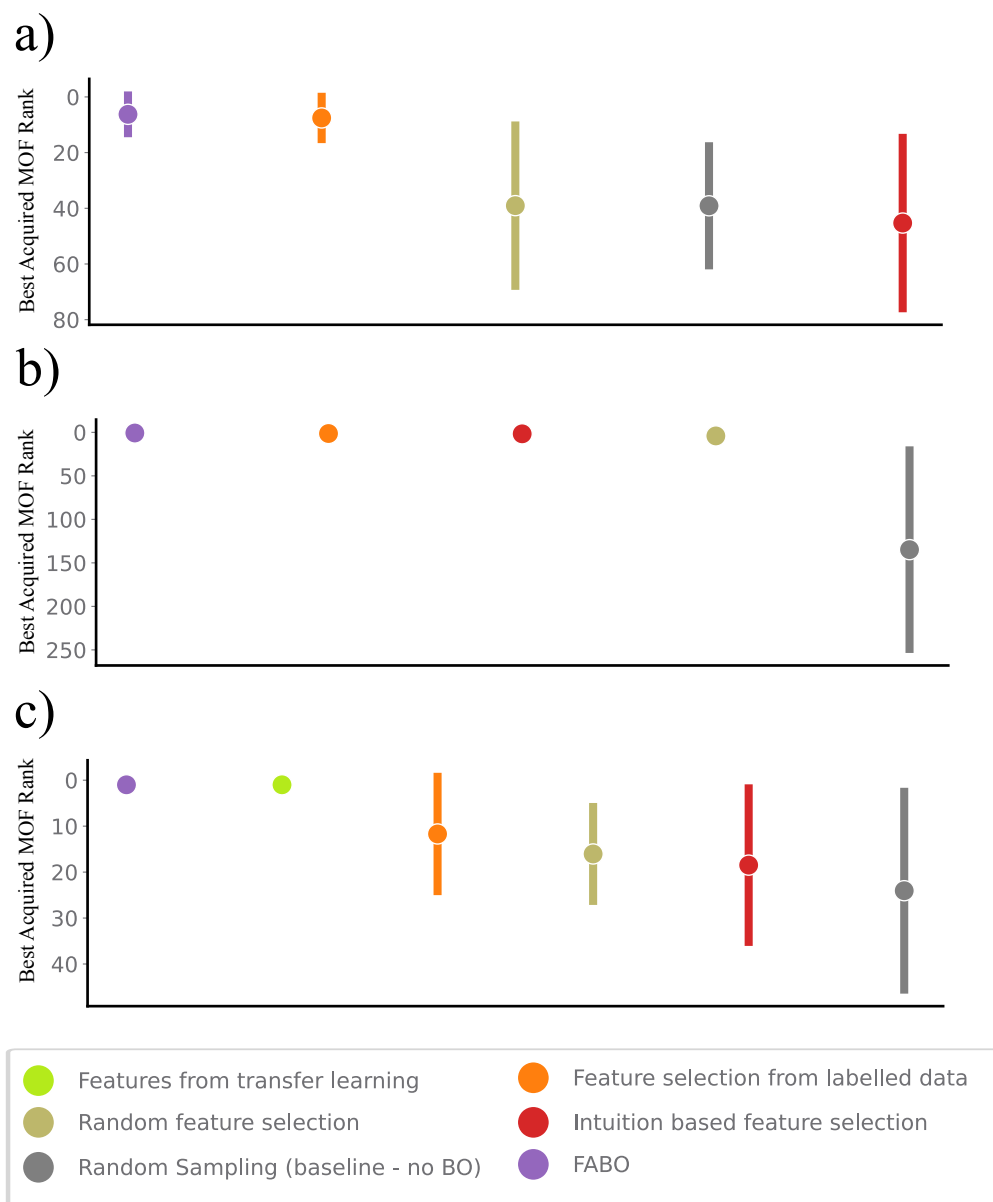 a)
Best Acquired MOF Rank
0
20
40
60
80
b)
Best Acquired MOF Rank
0
50
100
150
200
250
c)
Best Acquired MOF Rank
0
10
20
30
40
Features from transfer learning
Feature selection from labelled data
Random feature selection
Intuition based feature selection
Random Sampling (baseline - no BO)
FABO